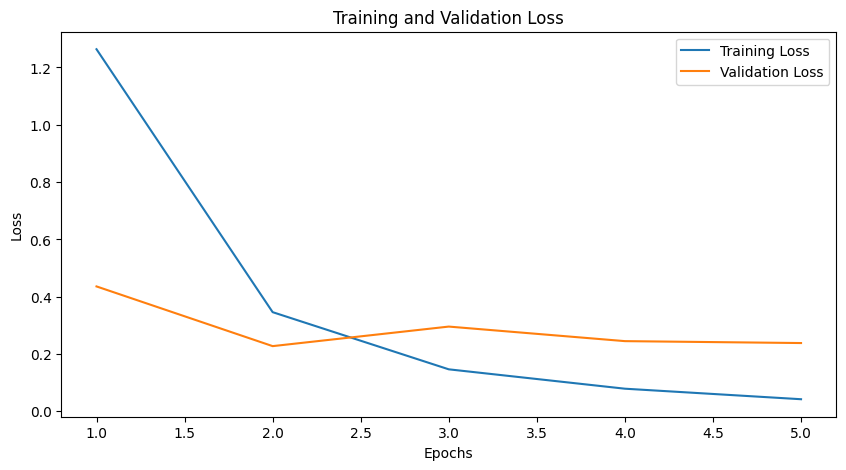 Training and Validation Loss
Training Loss
Validation Loss
1.2
1.0
0.8
0.6
0.4
0.2
0.0
Loss
1.0 1.5 2.0 2.5 3.0 3.5 4.0 4.5 5.0
Epochs